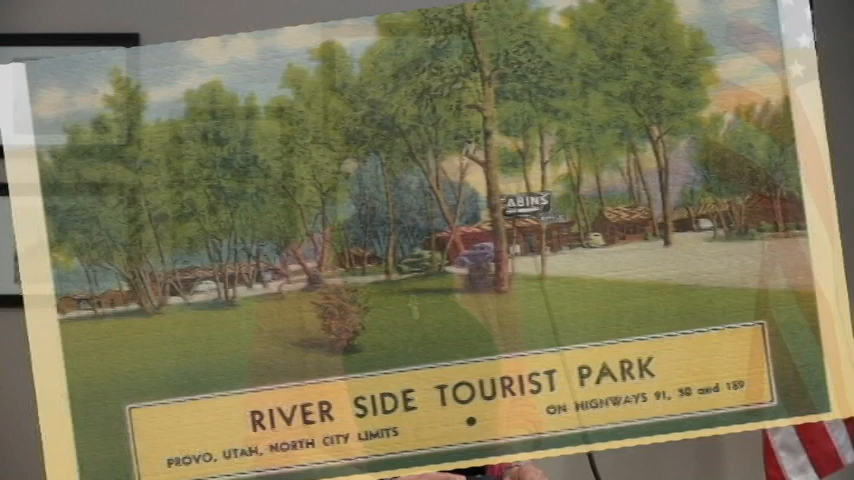 CABINS
RIVER SIDE TOURIST PARK
PROVO, UTAH, NORTH CITY LIMITS • ON HIGHWAYS 91, 50 and 189